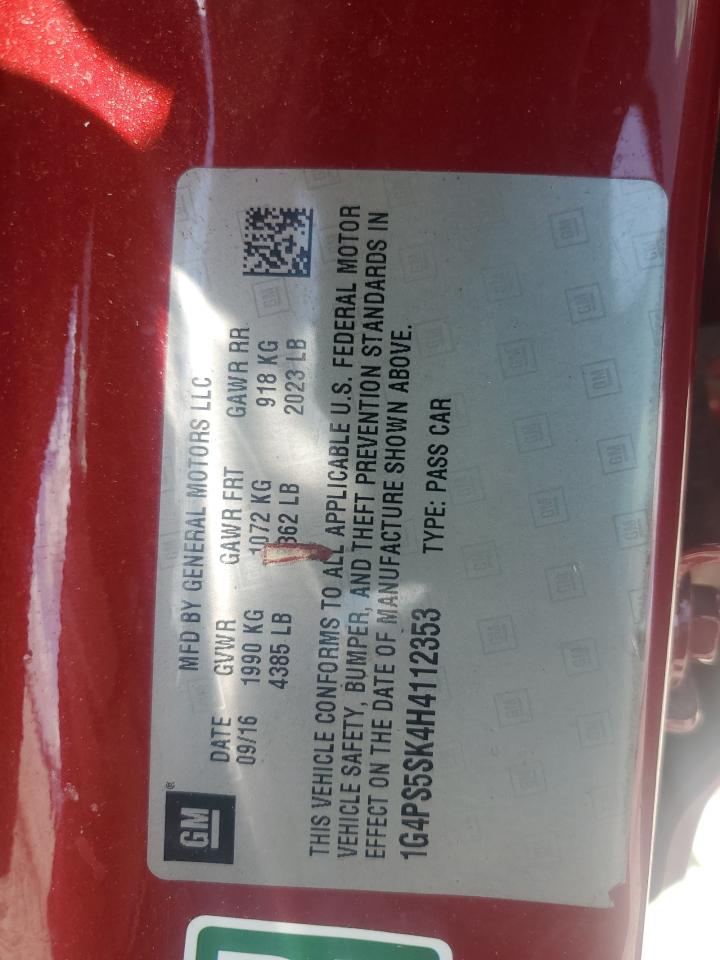 GM®
MFD BY GENERAL MOTORS LLC
DATE GVWR GAWR FRT GAWR RR
09/16 1990 KG 1072 KG 918 KG
4385 LB 362 LB 2023 LB
THIS VEHICLE CONFORMS TO ALL APPLICABLE U.S. FEDERAL MOTOR
VEHICLE SAFETY, BUMPER, AND THEFT PREVENTION STANDARDS IN
EFFECT ON THE DATE OF MANUFACTURE SHOWN ABOVE.
1G4PS5SK4H4112353 TYPE: PASS CAR